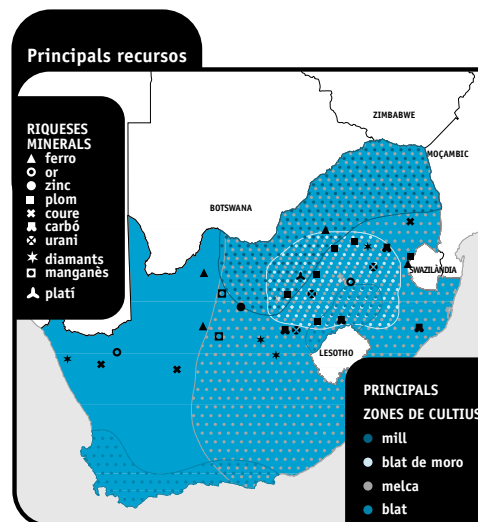 Principals recursos
ZIMBABWE
MOÇAMBIC
RIQUESES
MINERALS
ferro
or
zinc
plom
coure
carbó
urani
diamants
manganès
platí
BOTSWANA
SWAZILÀNDIA
LESOTHO
PRINCIPALS
ZONES DE CULTIUS
mill
blat de moro
melca
blat